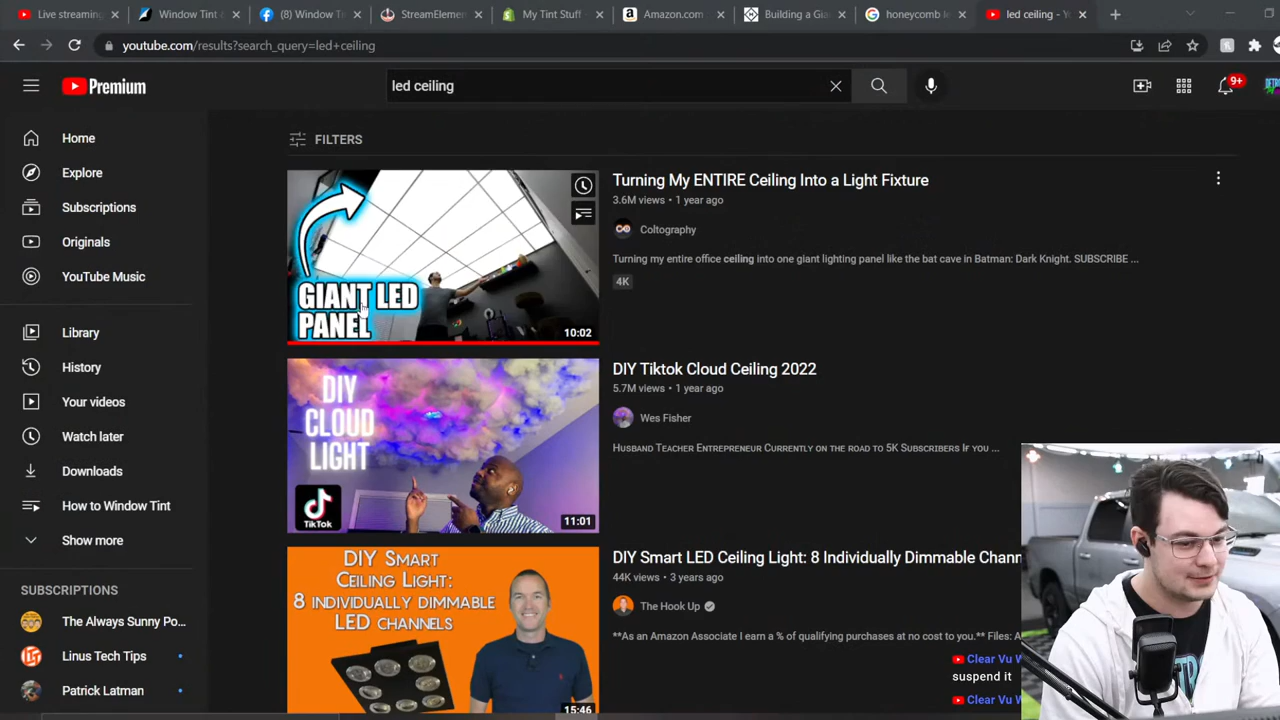 Live streaming
Window Tint &
(8) Window T
StreamElemen
My Tint Stuff
Amazon.com
Building a Gia
honeycomb le
led ceiling - Yo
youtube.com/results?search_query=led+ceiling
Premium
led ceiling
9+
Home
Explore
Subscriptions
Originals
YouTube Music
Library
History
Your videos
Watch later
Downloads
How to Window Tint
Show more
SUBSCRIPTIONS
The Always Sunny Po...
Linus Tech Tips
Patrick Latman
FILTERS
GIANT LED
PANEL
10:02
Turning My ENTIRE Ceiling Into a Light Fixture
3.6M views • 1 year ago
Coltography
Turning my entire office ceiling into one giant lighting panel like the bat cave in Batman: Dark Knight. SUBSCRIBE ...
4K
DIY
CLOUD
LIGHT
TikTok
11:01
DIY Tiktok Cloud Ceiling 2022
5.7M views • 1 year ago
Wes Fisher
Husband Teacher Entrepreneur Currently on the road to 5K Subscribers If you ...
DIY Smart
Ceiling Light:
8 individually dimmable
LED channels
15:46
DIY Smart LED Ceiling Light: 8 Individually Dimmable Chann
44K views • 3 years ago
The Hook Up
**As an Amazon Associate I earn a % of qualifying purchases at no cost to you.** Files: A
Clear Vu W
suspend it
Clear Vu W